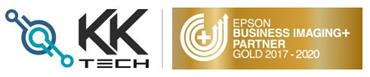 KK
TECH
EPSON
BUSINESS IMAGING+
PARTNER
GOLD 2017 - 2020